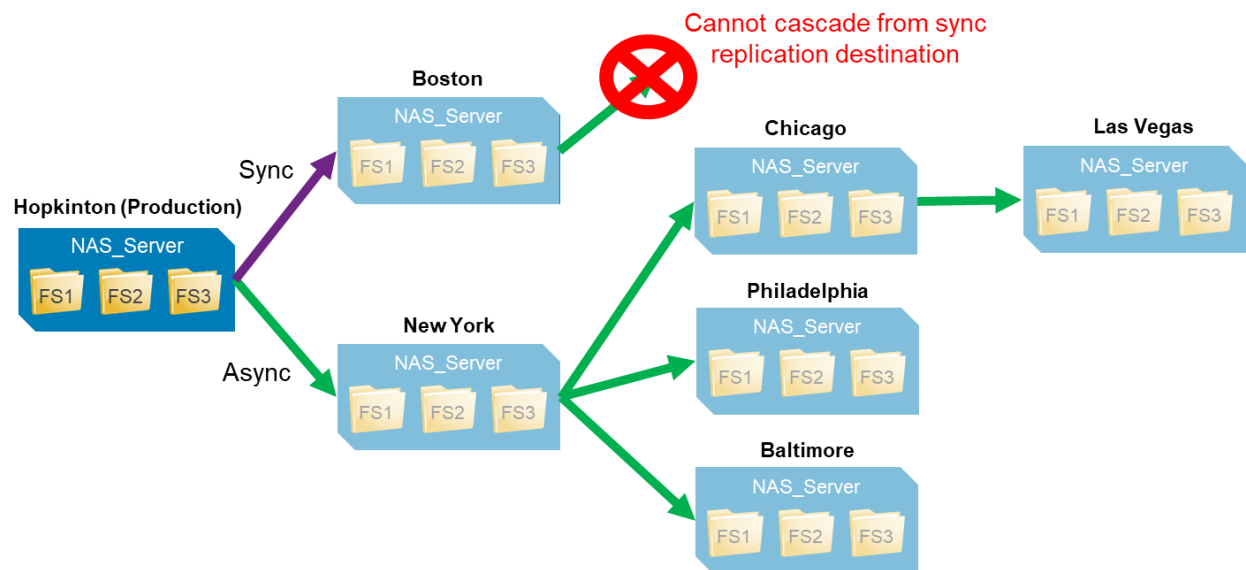 Cannot cascade from sync
replication destination
Boston
NAS_Server
FS1 FS2 FS3
Sync
Hopkinton (Production)
NAS_Server
FS1 FS2 FS3
Async
New York
NAS_Server
FS1 FS2 FS3
Chicago
NAS_Server
FS1 FS2 FS3
Las Vegas
NAS_Server
FS1 FS2 FS3
Philadelphia
NAS_Server
FS1 FS2 FS3
Baltimore
NAS_Server
FS1 FS2 FS3